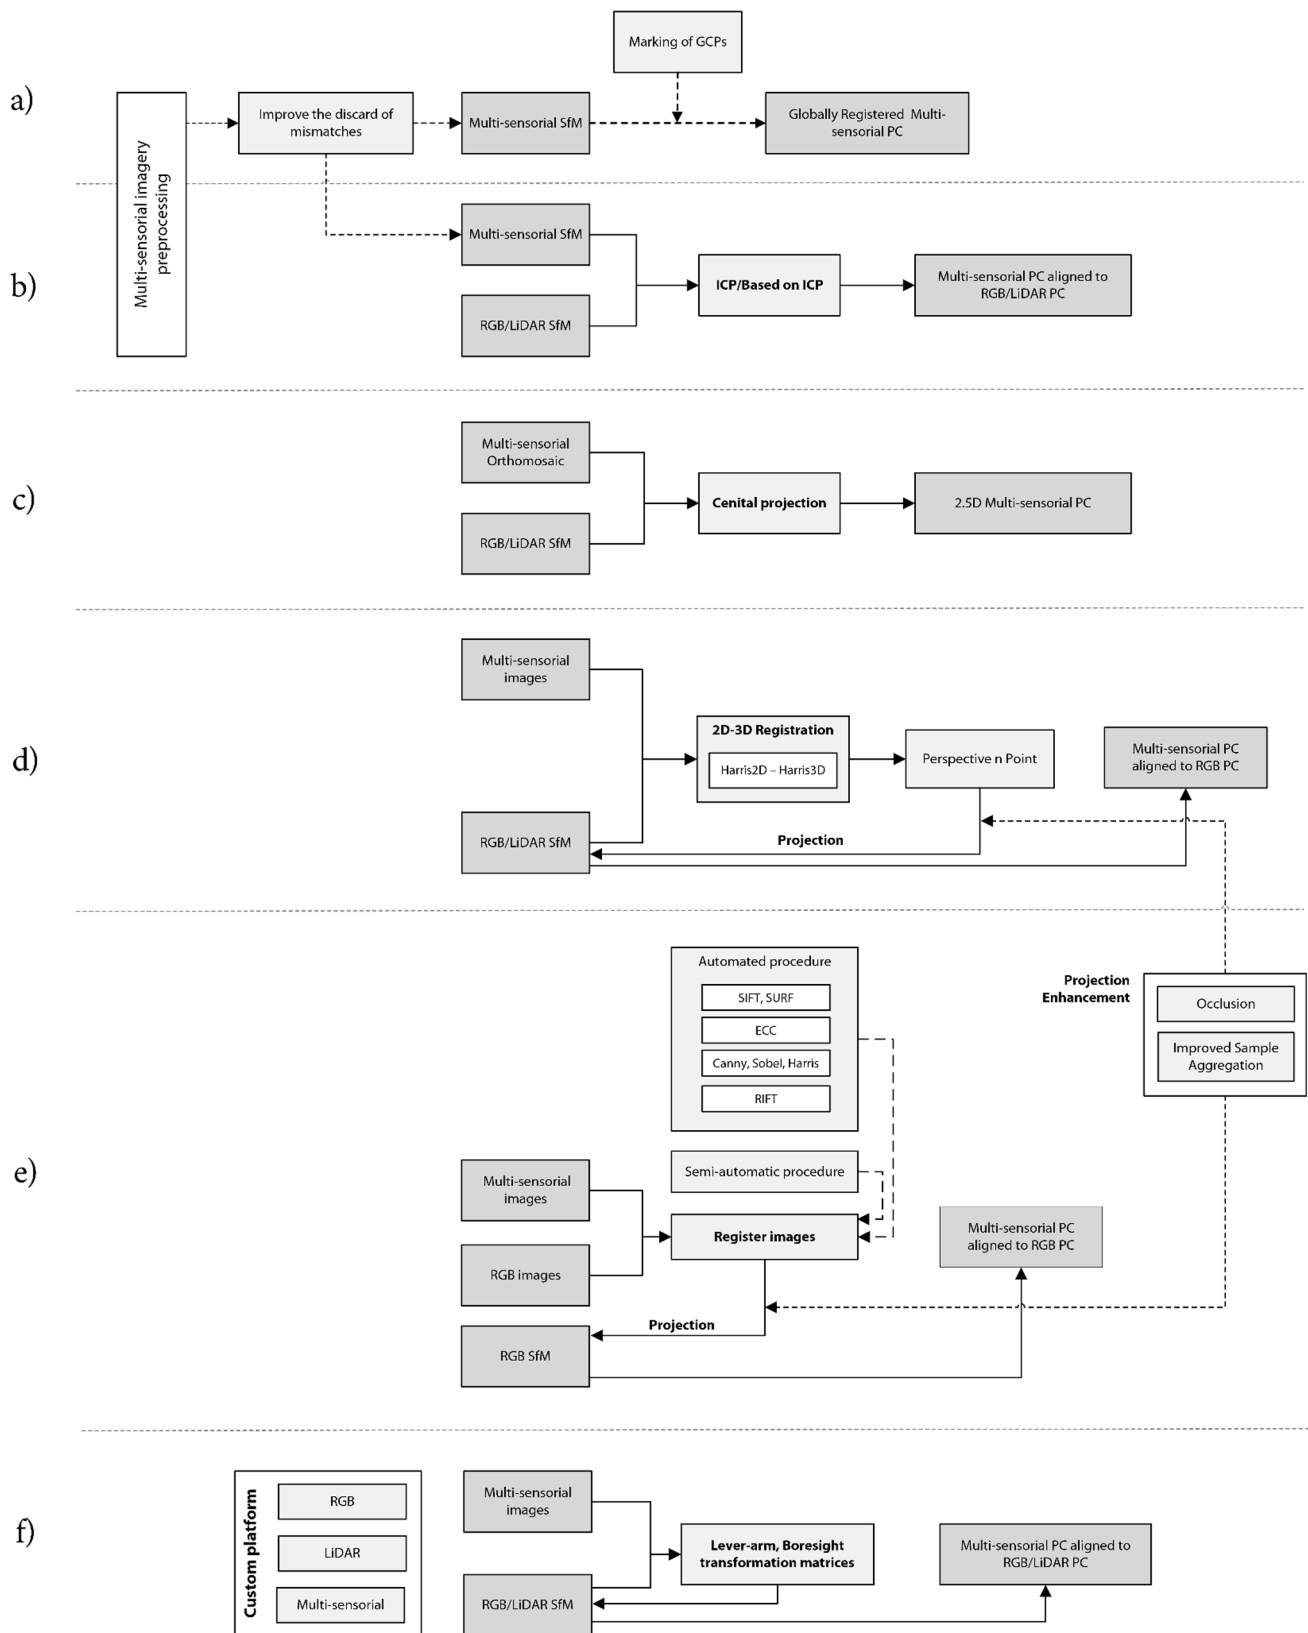 Marking of GCPs
a)
Multi-sensorial imagery
preprocessing
Improve the discard of
mismatches
Multi-sensorial SfM
Globally Registered Multi-
sensorial PC
b)
Multi-sensorial SfM
RGB/LiDAR SfM
ICP/Based on ICP
Multi-sensorial PC aligned to
RGB/LiDAR PC
c)
Multi-sensorial
Orthomosaic
RGB/LiDAR SfM
Cenital projection
2.5D Multi-sensorial PC
d)
Multi-sensorial
images
RGB/LiDAR SfM
2D-3D Registration
Harris2D – Harris3D
Perspective n Point
Projection
Multi-sensorial PC
aligned to RGB PC
Projection
Enhancement
Occlusion
Improved Sample
Aggregation
e)
Automated procedure
SIFT, SURF
ECC
Canny, Sobel, Harris
RIFT
Semi-automatic procedure
Multi-sensorial
images
RGB images
Register images
Projection
RGB SfM
Multi-sensorial PC
aligned to RGB PC
f)
Custom platform
RGB
LiDAR
Multi-sensorial
Multi-sensorial
images
RGB/LiDAR SfM
Lever-arm, Boresight
transformation matrices
Multi-sensorial PC aligned to
RGB/LiDAR PC